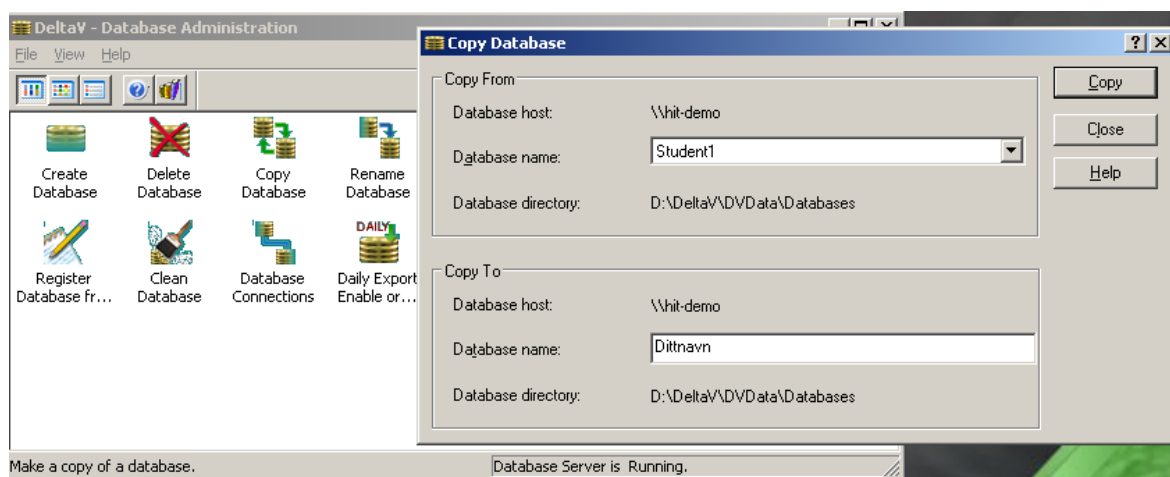 DeltaV - Database Administration
File View Help
Create Database
Delete Database
Copy Database
Rename Database
Register Database fr...
Clean Database
Database Connections
DAILY
Daily Export Enable or...
Make a copy of a database.
Database Server is Running.
Copy Database
Copy From
Database host: \\hit-demo
Database name: Student1
Database directory: D:\DeltaV\DVData\Databases
Copy To
Database host: \\hit-demo
Database name: Dittnavn
Database directory: D:\DeltaV\DVData\Databases
Copy
Close
Help